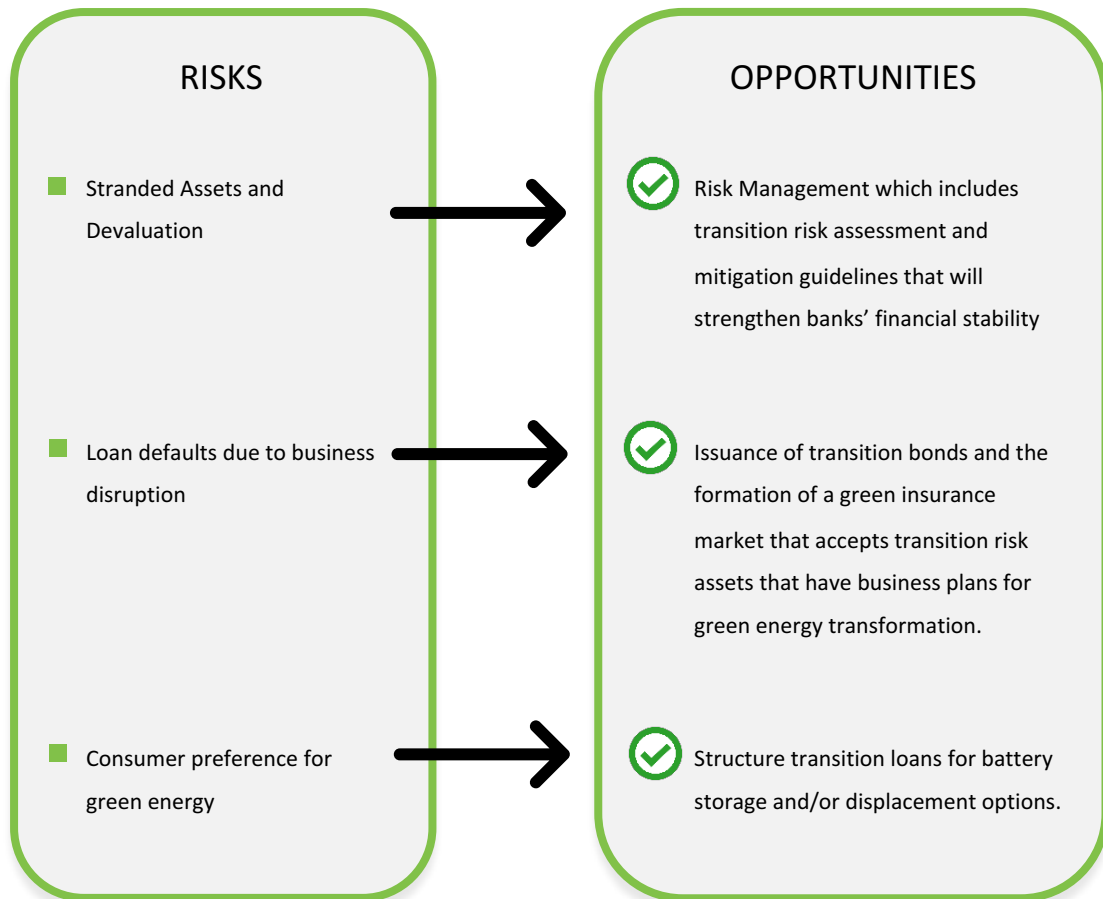 RISKS
Stranded Assets and
Devaluation
Loan defaults due to business
disruption
Consumer preference for
green energy
OPPORTUNITIES
Risk Management which includes
transition risk assessment and
mitigation guidelines that will
strengthen banks’ financial stability
Issuance of transition bonds and the
formation of a green insurance
market that accepts transition risk
assets that have business plans for
green energy transformation.
Structure transition loans for battery
storage and/or displacement options.